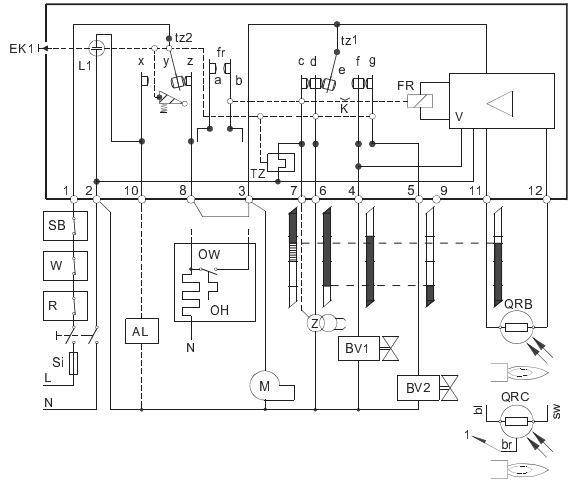 EK1
L1
tz2
x
y
z
fr
a
b
tz1
c
d
e
f
g
K
FR
V
TZ
1
2
10
8
3
7
6
4
5
9
11
12
SB
W
R
Si
L
N
AL
OW
OH
N
M
Z
BV1
BV2
QRB
QRC
bl
sw
br
1